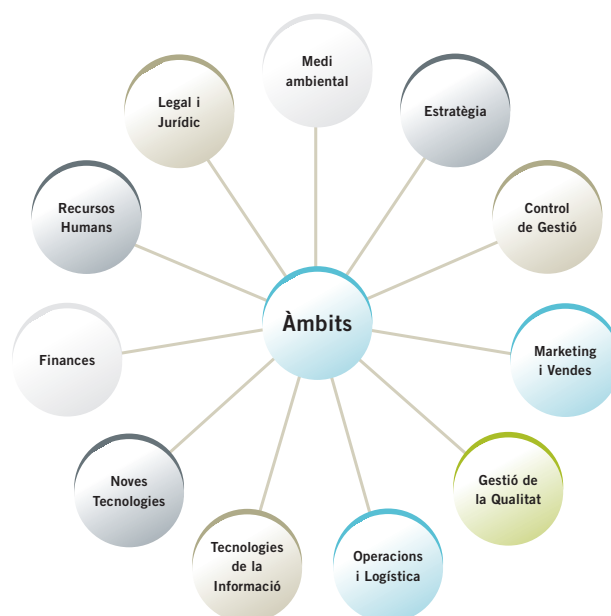 Medi
ambiental
Estratègia
Control
de Gestió
Marketing
i Vendes
Gestió de
la Qualitat
Operacions
i Logística
Tecnologies
de la
Informació
Noves
Tecnologies
Finances
Recursos
Humans
Legal i
Jurídic
Àmbits